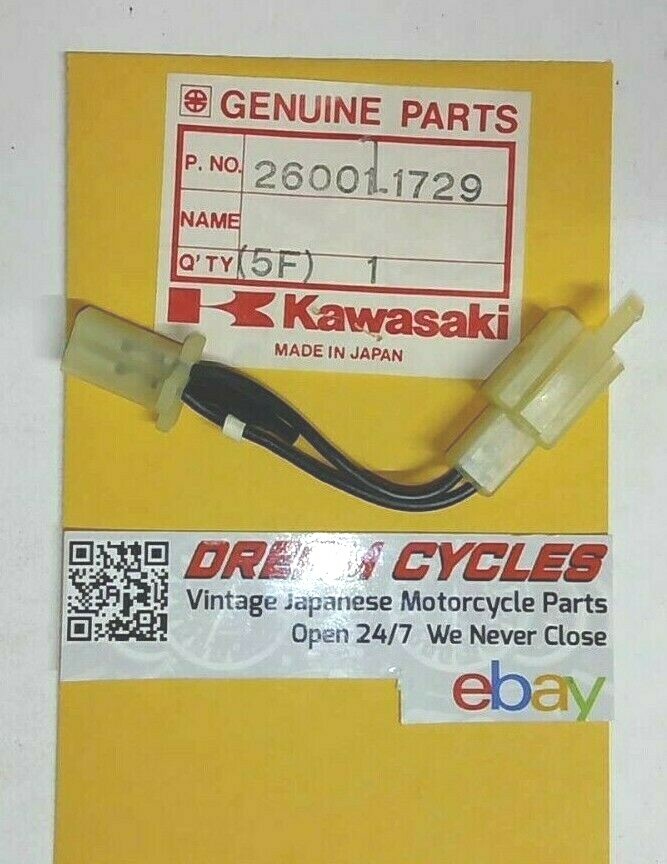 GENUINE PARTS
P. NO. 26001-1729
NAME
Q'TY (5F) 1
Kawasaki
MADE IN JAPAN
DREAM CYCLES
Vintage Japanese Motorcycle Parts
Open 24/7 We Never Close
ebay